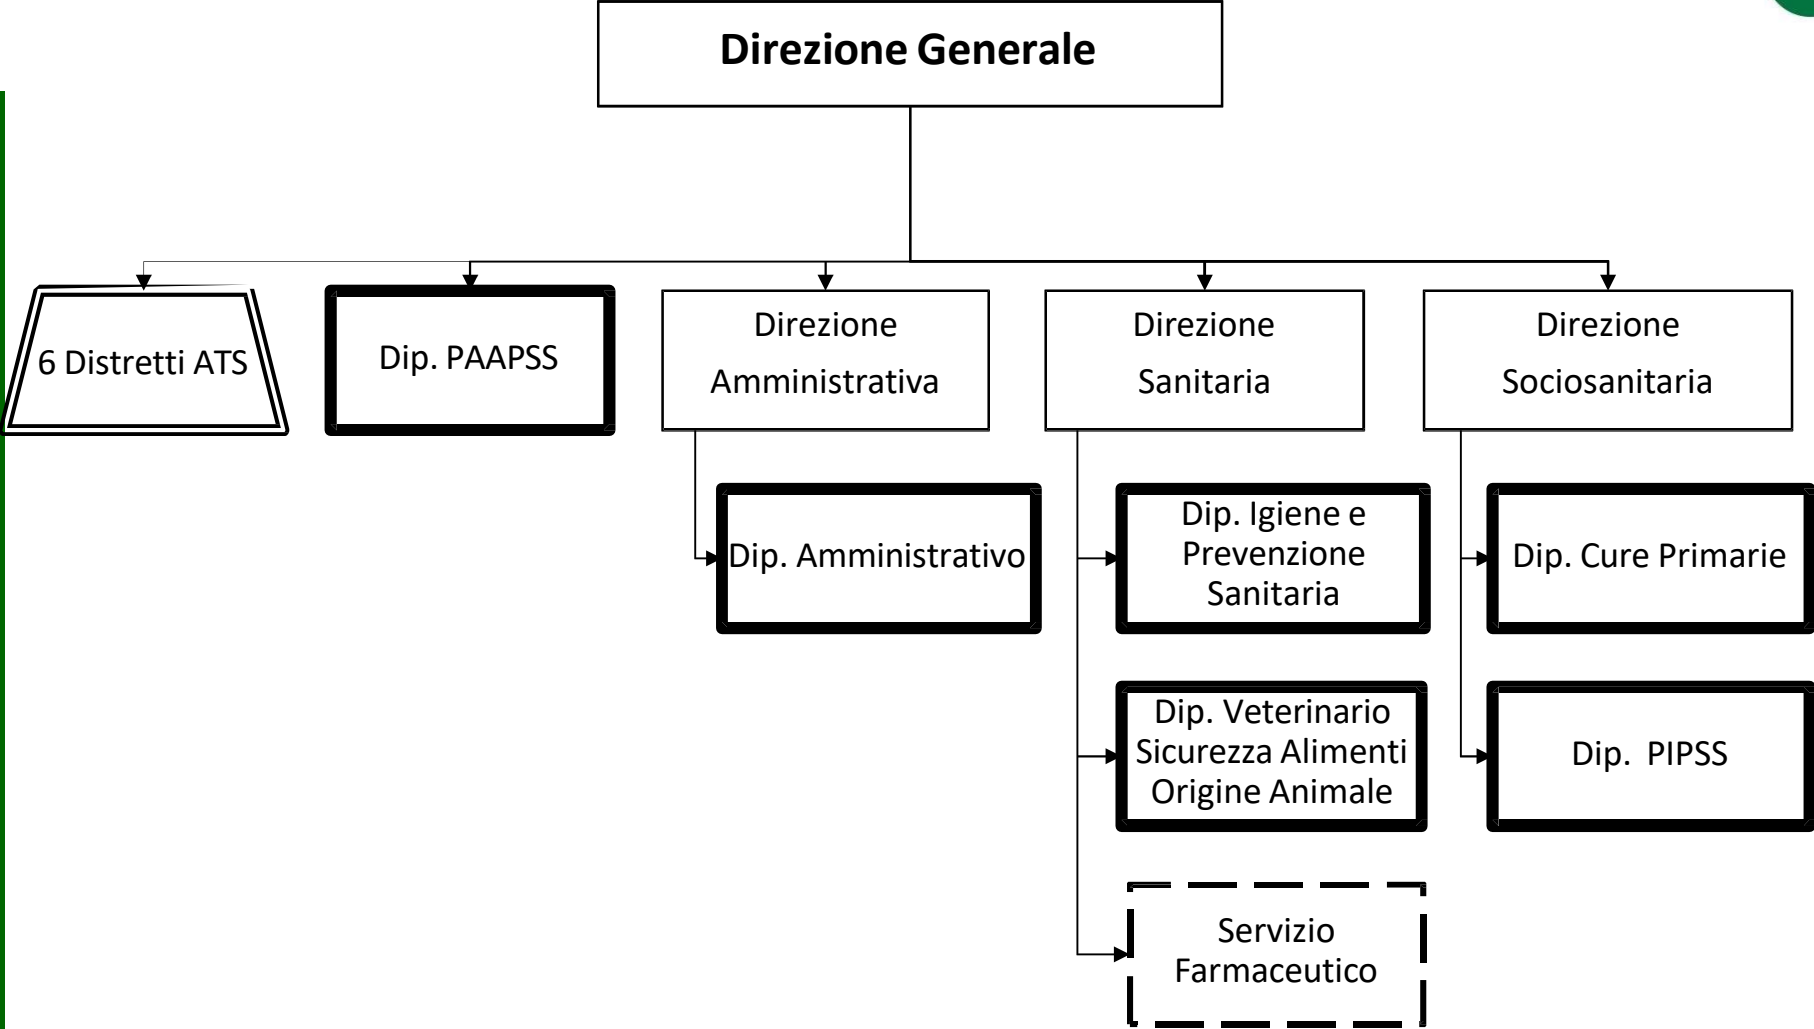 Direzione Generale
6 Distretti ATS
Dip. PAAPSS
Direzione
Amministrativa
Direzione
Sanitaria
Direzione
Sociosanitaria
Dip. Amministrativo
Dip. Igiene e
Prevenzione
Sanitaria
Dip. Cure Primarie
Dip. Veterinario
Sicurezza Alimenti
Origine Animale
Dip. PIPSS
Servizio
Farmaceutico